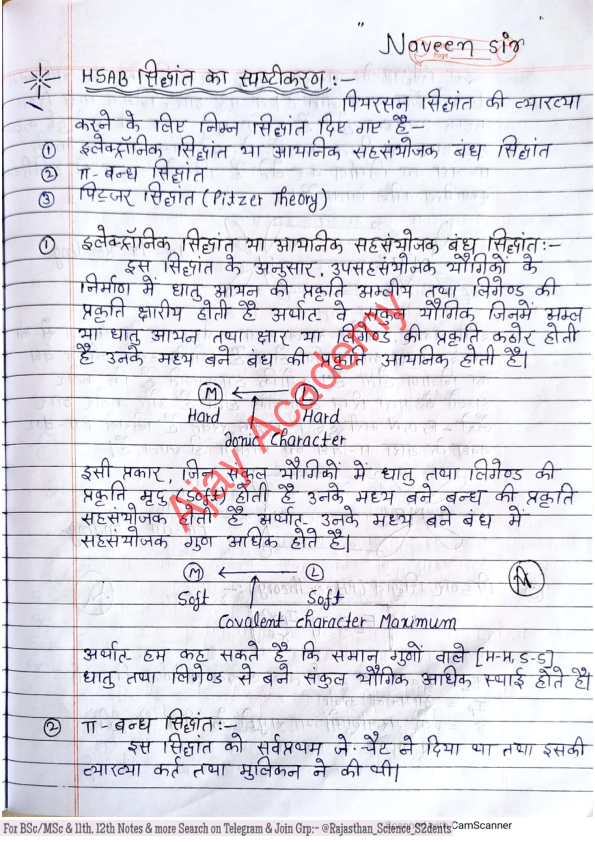 Naveen sir
Page
HSAB सिद्धांत का स्पष्टीकरण :-
पियरसन सिद्धांत की व्याख्या
करने के लिए निम्न सिद्धांत दिए गए है-
① इलेक्ट्रॉनिक सिद्धांत या आयनिक सहसंयोजक बंध सिद्धांत
② π-बन्ध सिद्धांत
③ पिट्जर सिद्धांत (Pitzer Theory)
① इलेक्ट्रॉनिक सिद्धांत या आयनिक सहसंयोजक बंध सिद्धांत:-
इस सिद्धांत के अनुसार, उपसहसंयोजक यौगिकों के
निर्माण में धातु आयन की प्रकृति अम्लीय तथा लिगेण्ड की
प्रकृति क्षारीय होती है अर्थात- वे संकुल यौगिक जिनमें अम्ल
या धातु आयन तथा क्षार या लिगेण्ड की प्रकृति कठोर होती
है उनके मध्य बने बंध की प्रकृति आयनिक होती है।
M ← L
Hard Hard
Ionic Character
इसी प्रकार, जिन संकुल यौगिकों में धातु तथा लिगेण्ड की
प्रकृति मृदु (Soft) होती है उनके मध्य बने बन्ध की प्रकृति
सहसंयोजक होती है अर्थात- उनके मध्य बने बंध में
सहसंयोजक गुण अधिक होते है।
M ← L
Soft Soft
Covalent character Maximum
अर्थात- हम कह सकते है कि समान गुणों वाले [H-H, S-S]
धातु तथा लिगेण्ड से बने संकुल यौगिक अधिक स्थाई होते है।
② π-बन्ध सिद्धांत:-
इस सिद्धांत को सर्वप्रथम जे. चैट ने दिया था तथा इसकी
व्याख्या कर्त तथा मुलिकन ने की थी।
Ajay Academy
For BSc/MSc & 11th, 12th Notes & more Search on Telegram & Join Grp:- @Rajasthan_Science_S2dents
CamScanner